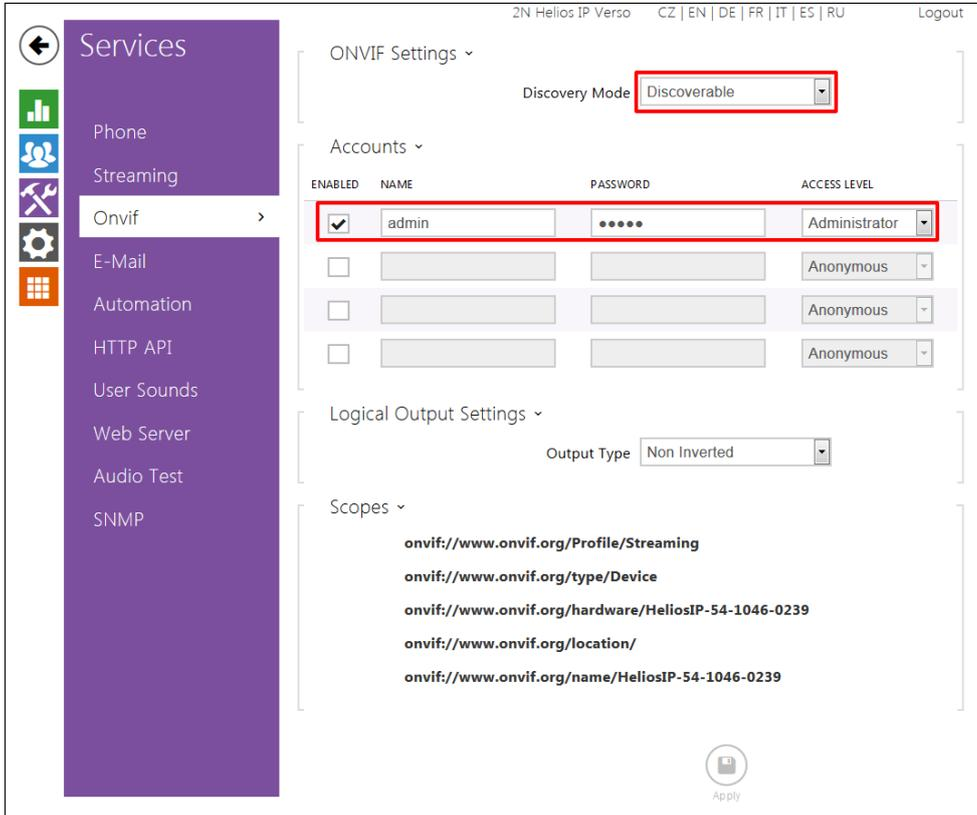 2N Helios IP Verso CZ | EN | DE | FR | IT | ES | RU Logout
Services
Phone
Streaming
Onvif
E-Mail
Automation
HTTP API
User Sounds
Web Server
Audio Test
SNMP
ONVIF Settings
Discovery Mode Discoverable
Accounts
ENABLED NAME PASSWORD ACCESS LEVEL
admin ••••• Administrator
Anonymous
Anonymous
Anonymous
Logical Output Settings
Output Type Non Inverted
Scopes
onvif://www.onvif.org/Profile/Streaming
onvif://www.onvif.org/type/Device
onvif://www.onvif.org/hardware/HeliosIP-54-1046-0239
onvif://www.onvif.org/location/
onvif://www.onvif.org/name/HeliosIP-54-1046-0239
Apply